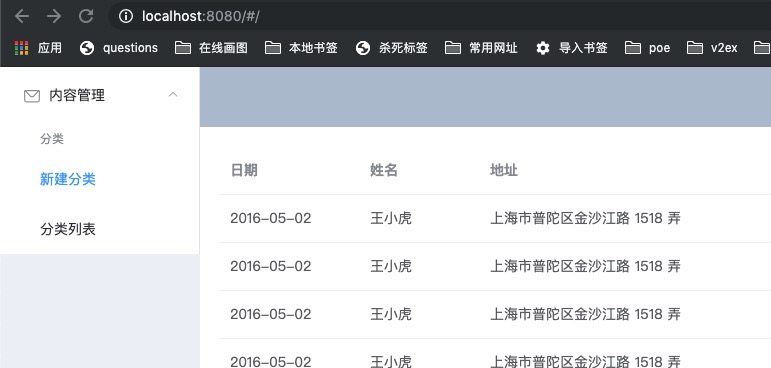 localhost:8080/#/
应用 questions 在线画图 本地书签 杀死标签 常用网址 导入书签 poe v2ex
内容管理
分类
新建分类
分类列表
日期 姓名 地址
2016-05-02 王小虎 上海市普陀区金沙江路 1518 弄
2016-05-02 王小虎 上海市普陀区金沙江路 1518 弄
2016-05-02 王小虎 上海市普陀区金沙江路 1518 弄
2016-05-02 王小虎 上海市普陀区金沙江路 1518 弄